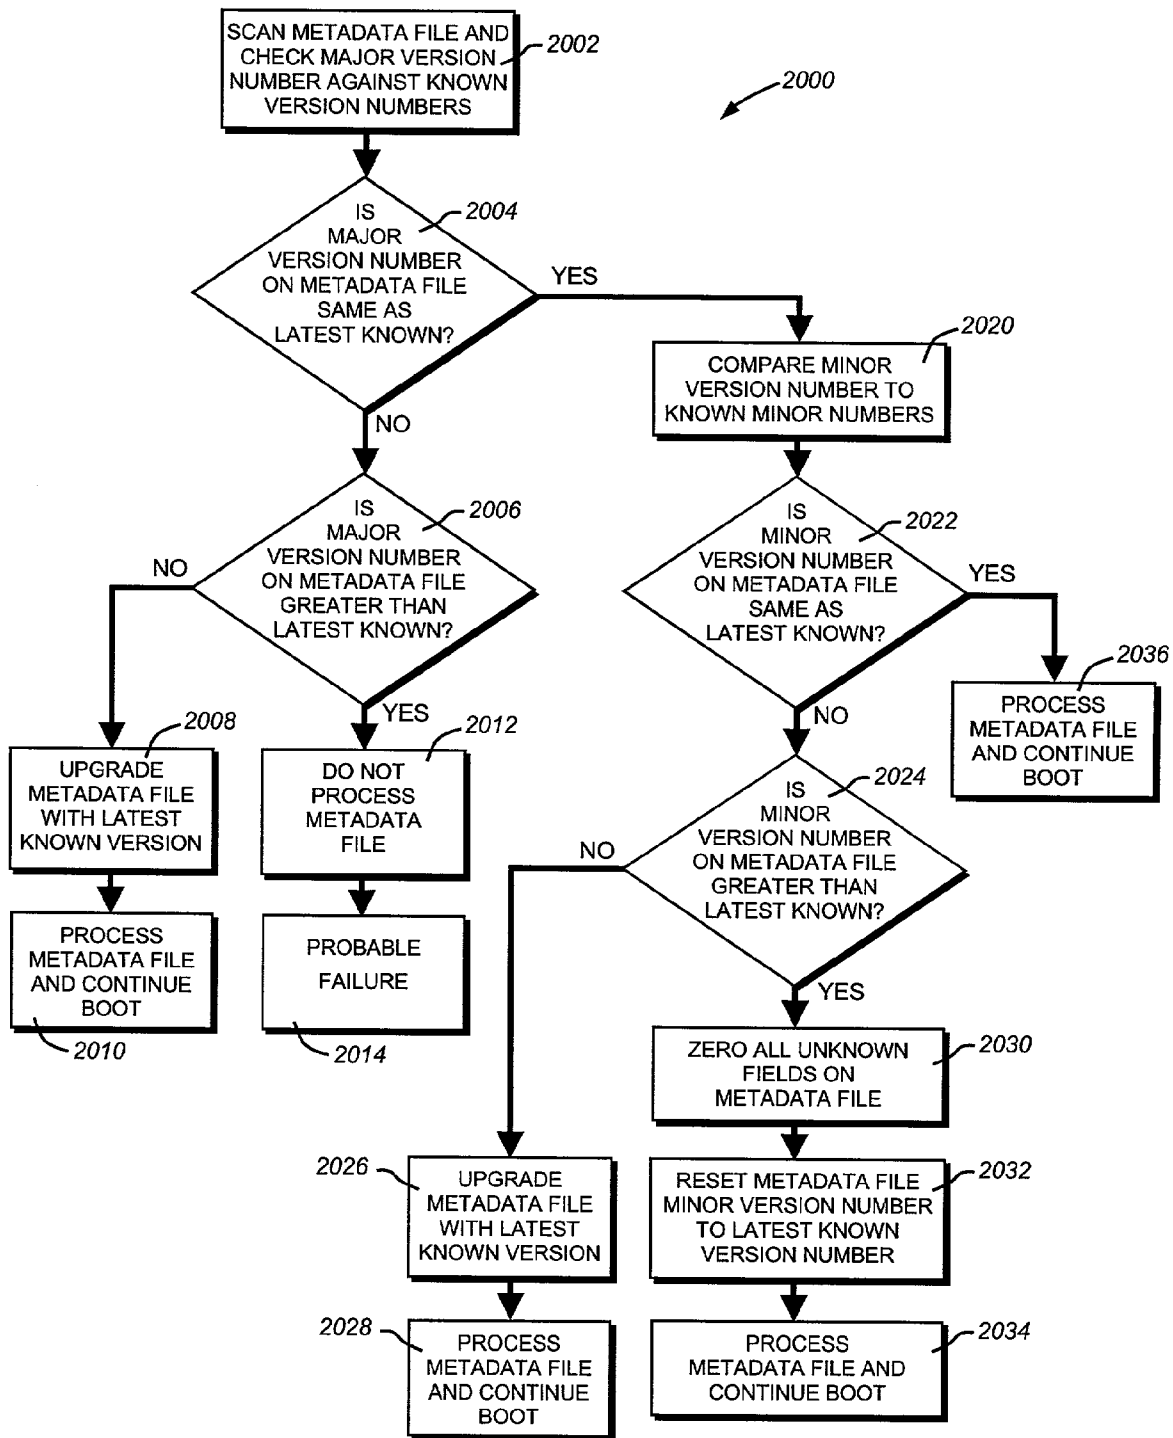 SCAN METADATA FILE AND
CHECK MAJOR VERSION
NUMBER AGAINST KNOWN
VERSION NUMBERS
2002
2000
IS
MAJOR
VERSION NUMBER
ON METADATA FILE
SAME AS
LATEST KNOWN?
2004
YES
NO
COMPARE MINOR
VERSION NUMBER TO
KNOWN MINOR NUMBERS
2020
IS
MAJOR
VERSION NUMBER
ON METADATA FILE
GREATER THAN
LATEST KNOWN?
2006
NO
YES
IS
MINOR
VERSION NUMBER
ON METADATA FILE
SAME AS
LATEST KNOWN?
2022
YES
NO
PROCESS
METADATA FILE
AND CONTINUE
BOOT
2036
UPGRADE
METADATA FILE
WITH LATEST
KNOWN VERSION
2008
DO NOT
PROCESS
METADATA
FILE
2012
IS
MINOR
VERSION NUMBER
ON METADATA FILE
GREATER THAN
LATEST KNOWN?
2024
NO
YES
PROCESS
METADATA FILE
AND CONTINUE
BOOT
2010
PROBABLE
FAILURE
2014
ZERO ALL UNKNOWN
FIELDS ON
METADATA FILE
2030
2026
UPGRADE
METADATA FILE
WITH LATEST
KNOWN VERSION
RESET METADATA FILE
MINOR VERSION NUMBER
TO LATEST KNOWN
VERSION NUMBER
2032
2028
PROCESS
METADATA FILE
AND CONTINUE
BOOT
PROCESS
METADATA FILE AND
CONTINUE BOOT
2034